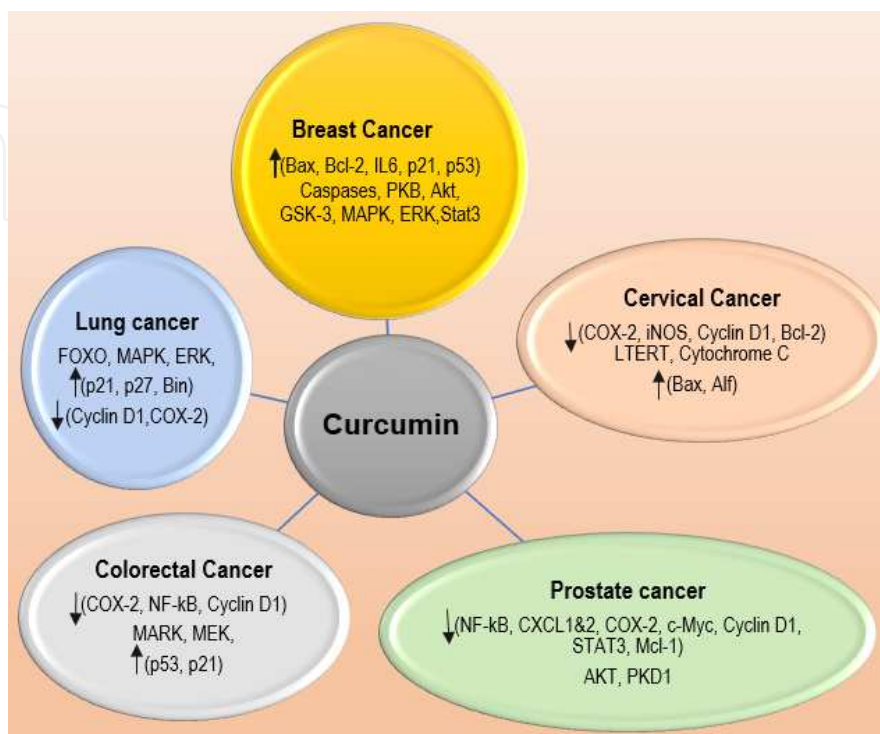 Breast Cancer
↑(Bax, Bcl-2, IL6, p21, p53)
Caspases, PKB, Akt,
GSK-3, MAPK, ERK,Stat3
Lung cancer
FOXO, MAPK, ERK,
↑(p21, p27, Bin)
↓(Cyclin D1,COX-2)
Cervical Cancer
↓(COX-2, iNOS, Cyclin D1, Bcl-2)
LTERT, Cytochrome C
↑(Bax, Alf)
Curcumin
Colorectal Cancer
↓(COX-2, NF-kB, Cyclin D1)
MARK, MEK,
↑(p53, p21)
Prostate cancer
↓(NF-kB, CXCL1&2, COX-2, c-Myc, Cyclin D1,
STAT3, Mcl-1)
AKT, PKD1